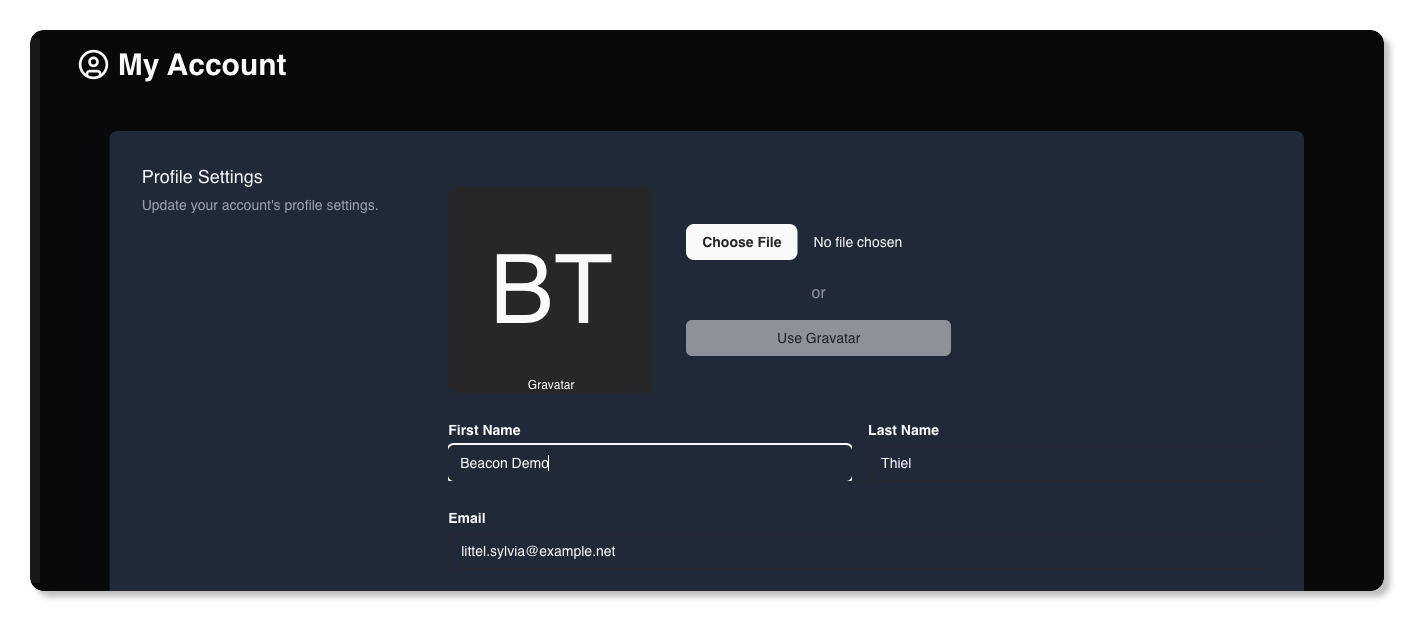 My Account
Profile Settings
Update your account's profile settings.
BT
Gravatar
Choose File No file chosen
or
Use Gravatar
First Name
Beacon Demo
Last Name
Thiel
Email
littel.sylvia@example.net